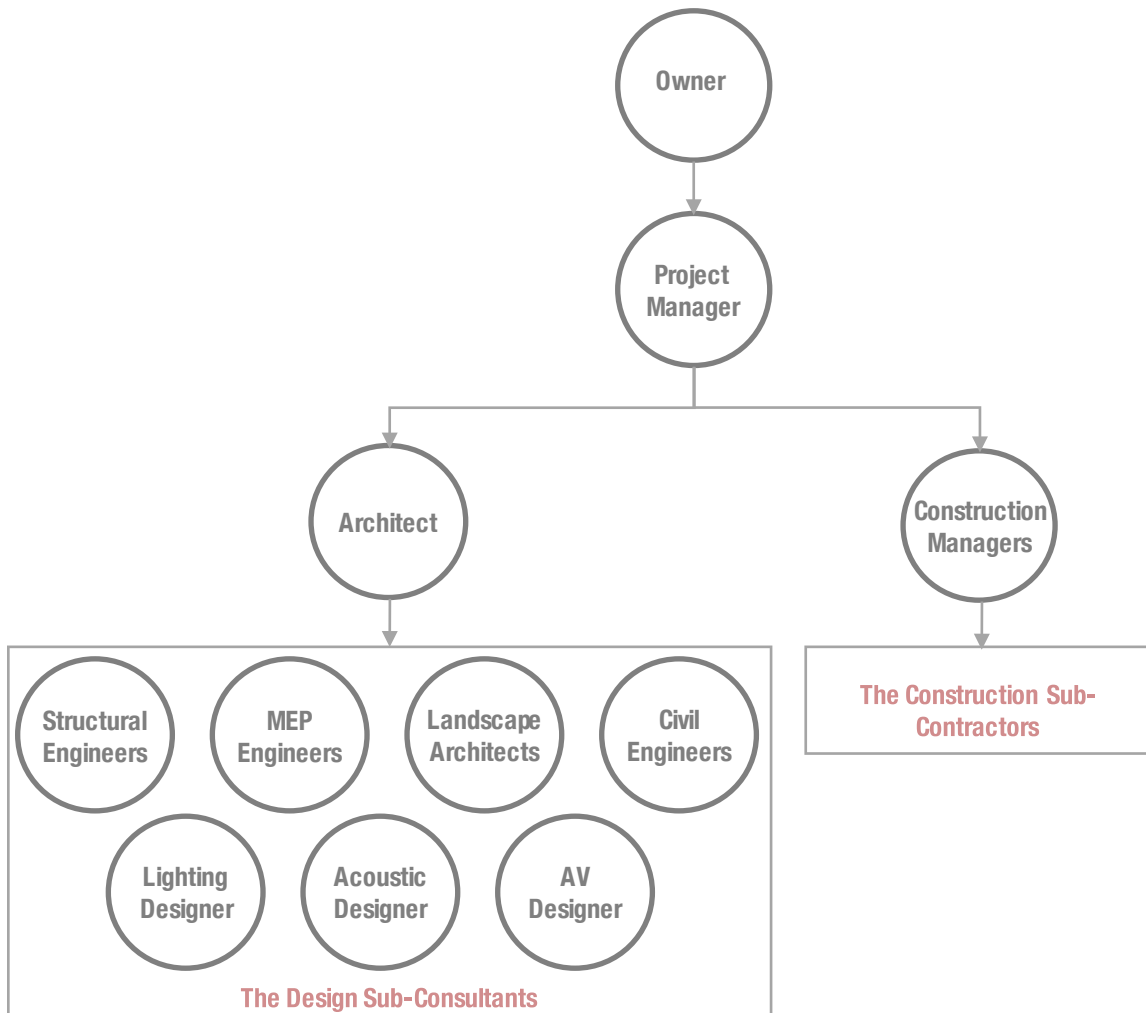 Owner
Project
Manager
Architect
Construction
Managers
Structural
Engineers
MEP
Engineers
Landscape
Architects
Civil
Engineers
The Construction Sub-
Contractors
Lighting
Designer
Acoustic
Designer
AV
Designer
The Design Sub-Consultants